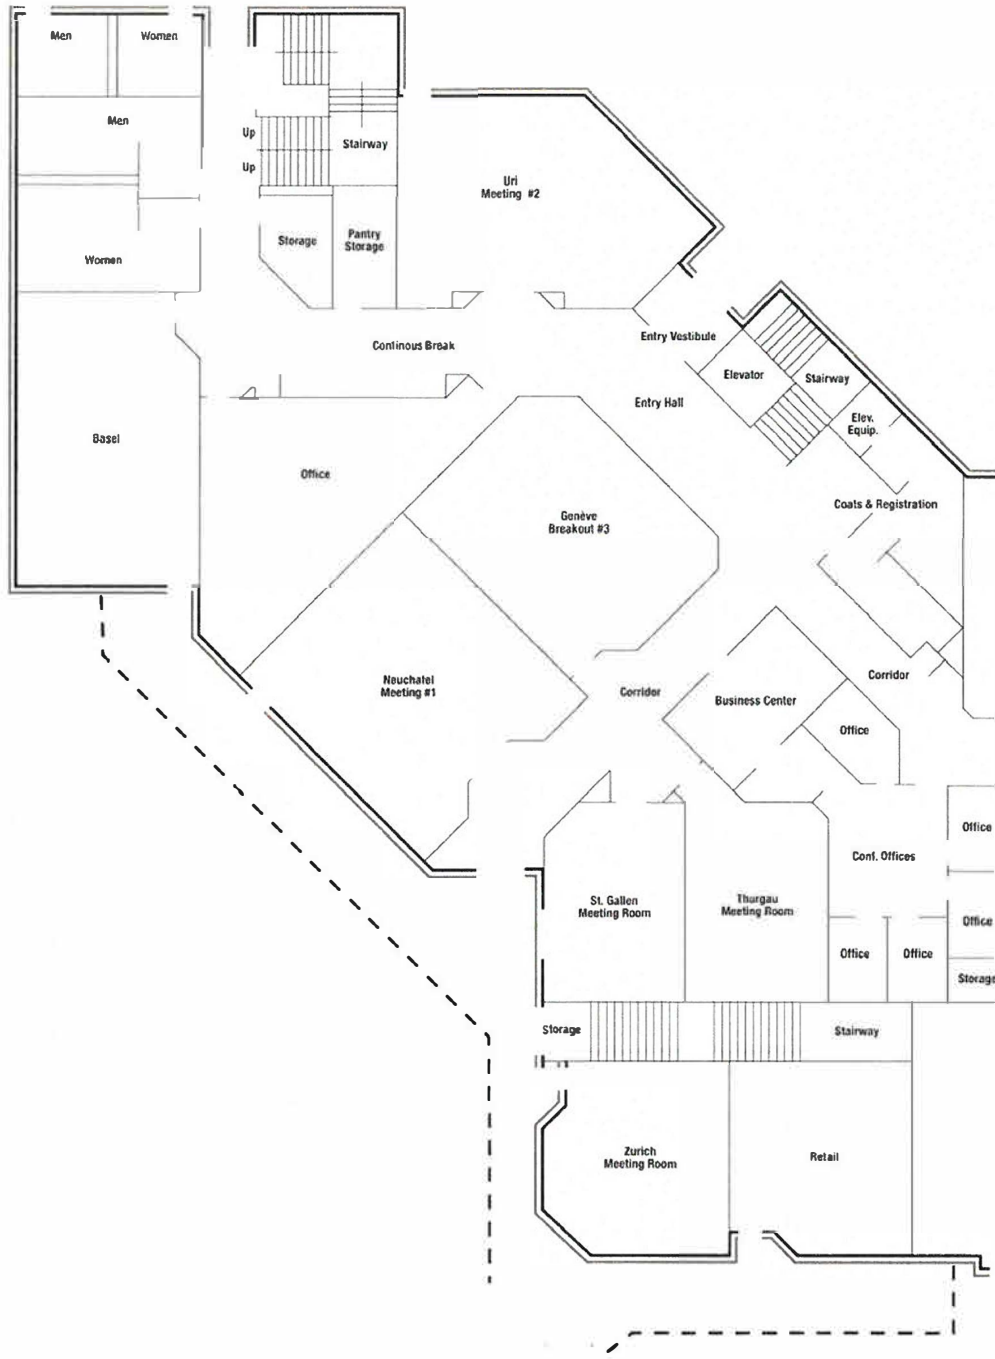 Men
Women
Men
Up
Up
Stairway
Uri
Meeting #2
Storage
Pantry
Storage
Women
Continous Break
Entry Vestibule
Elevator
Stairway
Entry Hall
Elev.
Equip.
Basel
Office
Coats & Registration
Genève
Breakout #3
Neuchatel
Meeting #1
Corridor
Business Center
Corridor
Office
Office
Conf. Offices
St. Gallen
Meeting Room
Thurgau
Meeting Room
Office
Office
Office
Storage
Storage
Stairway
Zurich
Meeting Room
Retail